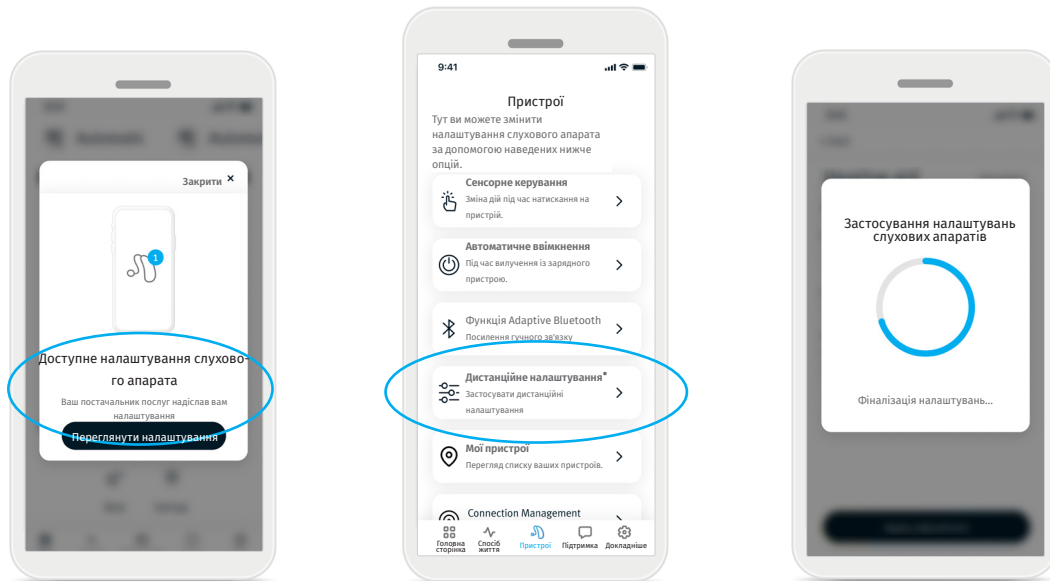 Закрити ×
1
Доступне налаштування слухово-
го апарата
Ваш постачальник послуг надіслав вам
налаштування
Переглянути налаштування
9:41
Пристрої
Тут ви можете змінити
налаштування слухового апарата
за допомогою наведених нижче
опцій.
Сенсорне керування
Зміна дій під час натискання на
пристрій.
Автоматичне ввімкнення
Під час вилучення із зарядного
пристрою.
Функція Adaptive Bluetooth
Посилення гучного зв'язку
Дистанційне налаштування*
Застосувати дистанційні
налаштування
Мої пристрої
Перегляд списку ваших пристроїв.
Connection Management
Головна
сторінка
Спосіб
життя
Пристрої
Підтримка
Докладніше
Застосування налаштувань
слухових апаратів
Фіналізація налаштувань...